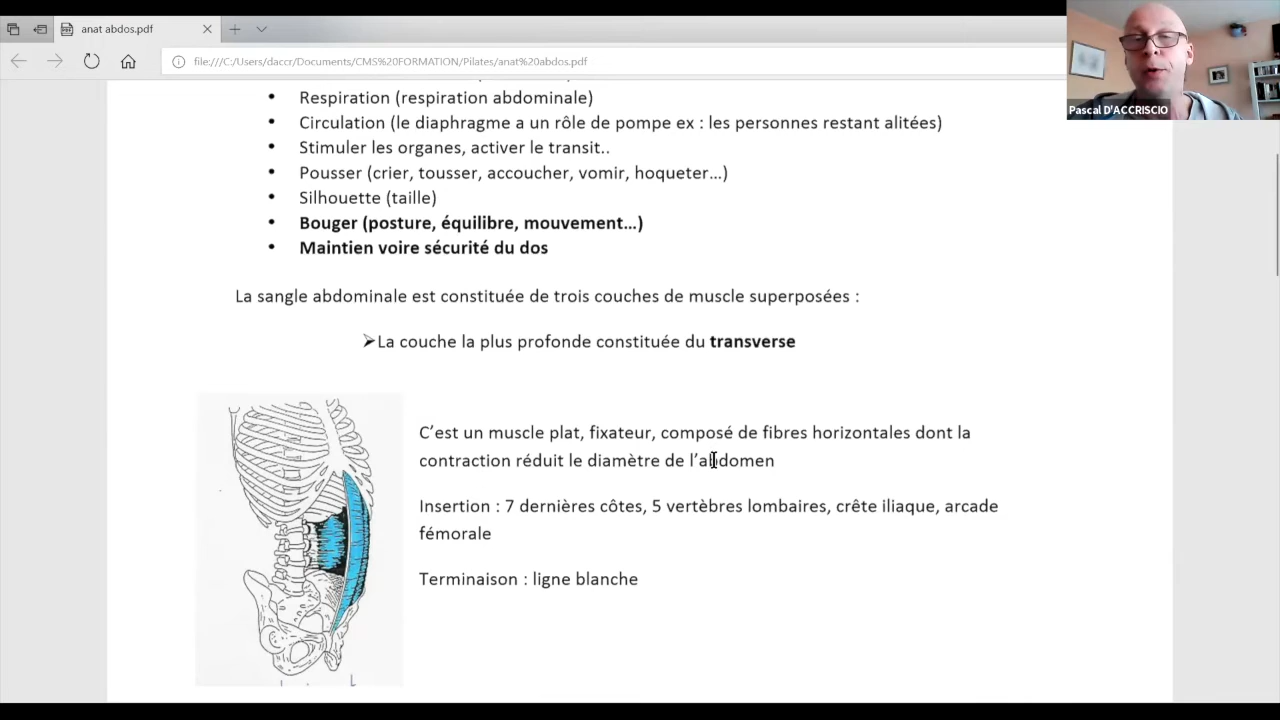 anat abdos.pdf
file:///C:/Users/daccr/Documents/CMS%20FORMATION/Pilates/anat%20abdos.pdf
Pascal D'ACCRISCIO
• Respiration (respiration abdominale)
• Circulation (le diaphragme a un rôle de pompe ex : les personnes restant alitées)
• Stimuler les organes, activer le transit..
• Pousser (crier, tousser, accoucher, vomir, hoqueter…)
• Silhouette (taille)
• Bouger (posture, équilibre, mouvement…)
• Maintien voire sécurité du dos
La sangle abdominale est constituée de trois couches de muscle superposées :
➢La couche la plus profonde constituée du transverse
C’est un muscle plat, fixateur, composé de fibres horizontales dont la
contraction réduit le diamètre de l’abdomen
Insertion : 7 dernières côtes, 5 vertèbres lombaires, crête iliaque, arcade
fémorale
Terminaison : ligne blanche